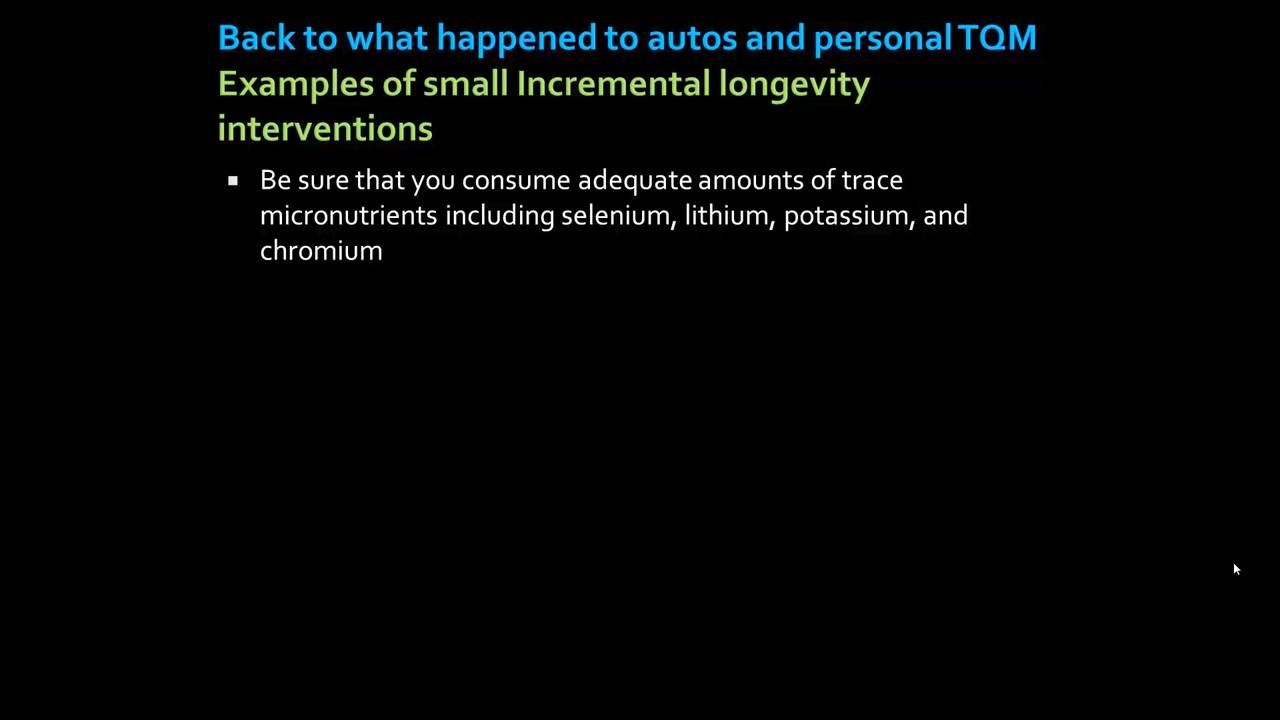 Back to what happened to autos and personal TQM
Examples of small Incremental longevity
interventions
▪ Be sure that you consume adequate amounts of trace
micronutrients including selenium, lithium, potassium, and
chromium